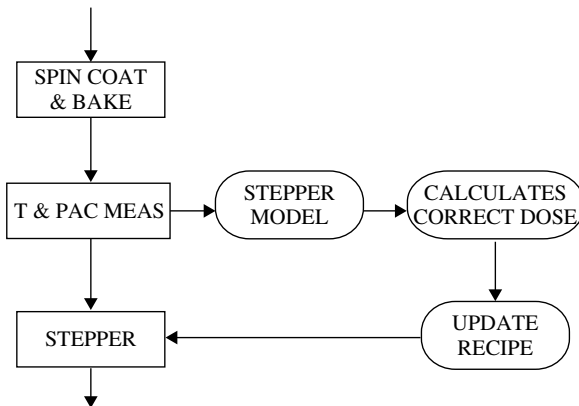 SPIN COAT
& BAKE
T & PAC MEAS
STEPPER
MODEL
CALCULATES
CORRECT DOSE
STEPPER
UPDATE
RECIPE